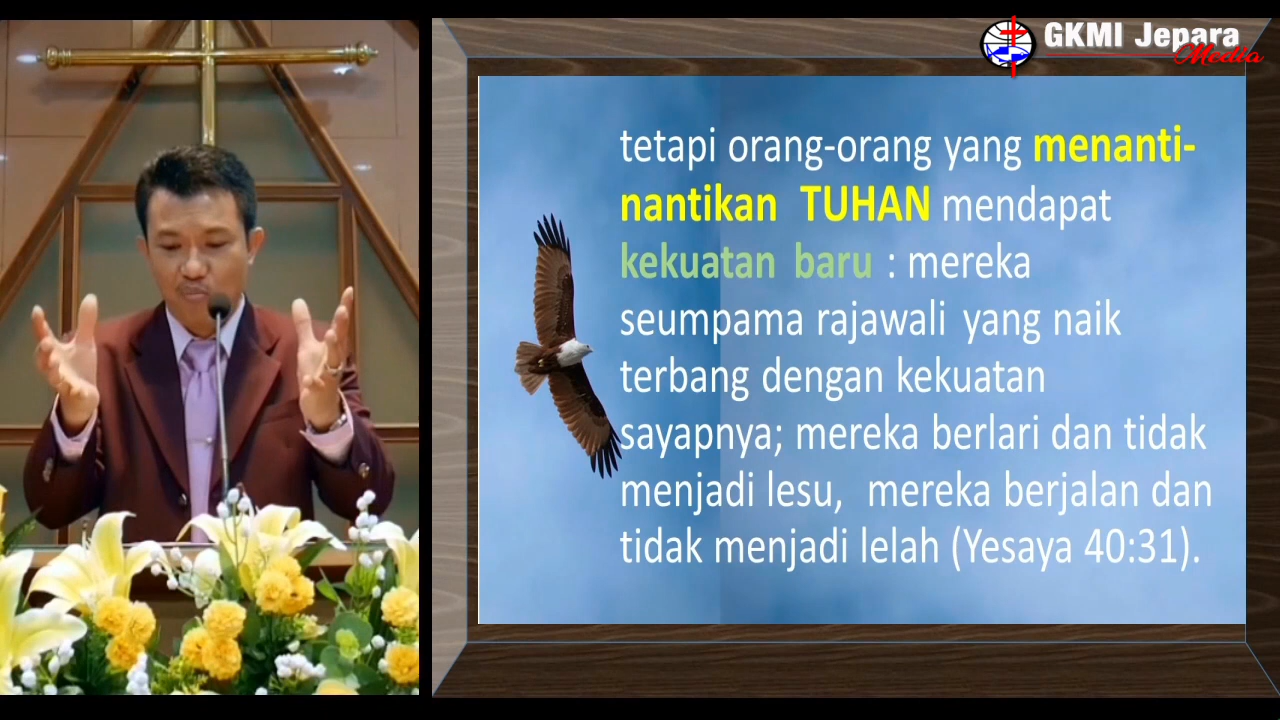 GKMI Jepara
Media
tetapi orang-orang yang menanti-
nantikan TUHAN mendapat
kekuatan baru : mereka
seumpama rajawali yang naik
terbang dengan kekuatan
sayapnya; mereka berlari dan tidak
menjadi lesu, mereka berjalan dan
tidak menjadi lelah (Yesaya 40:31).